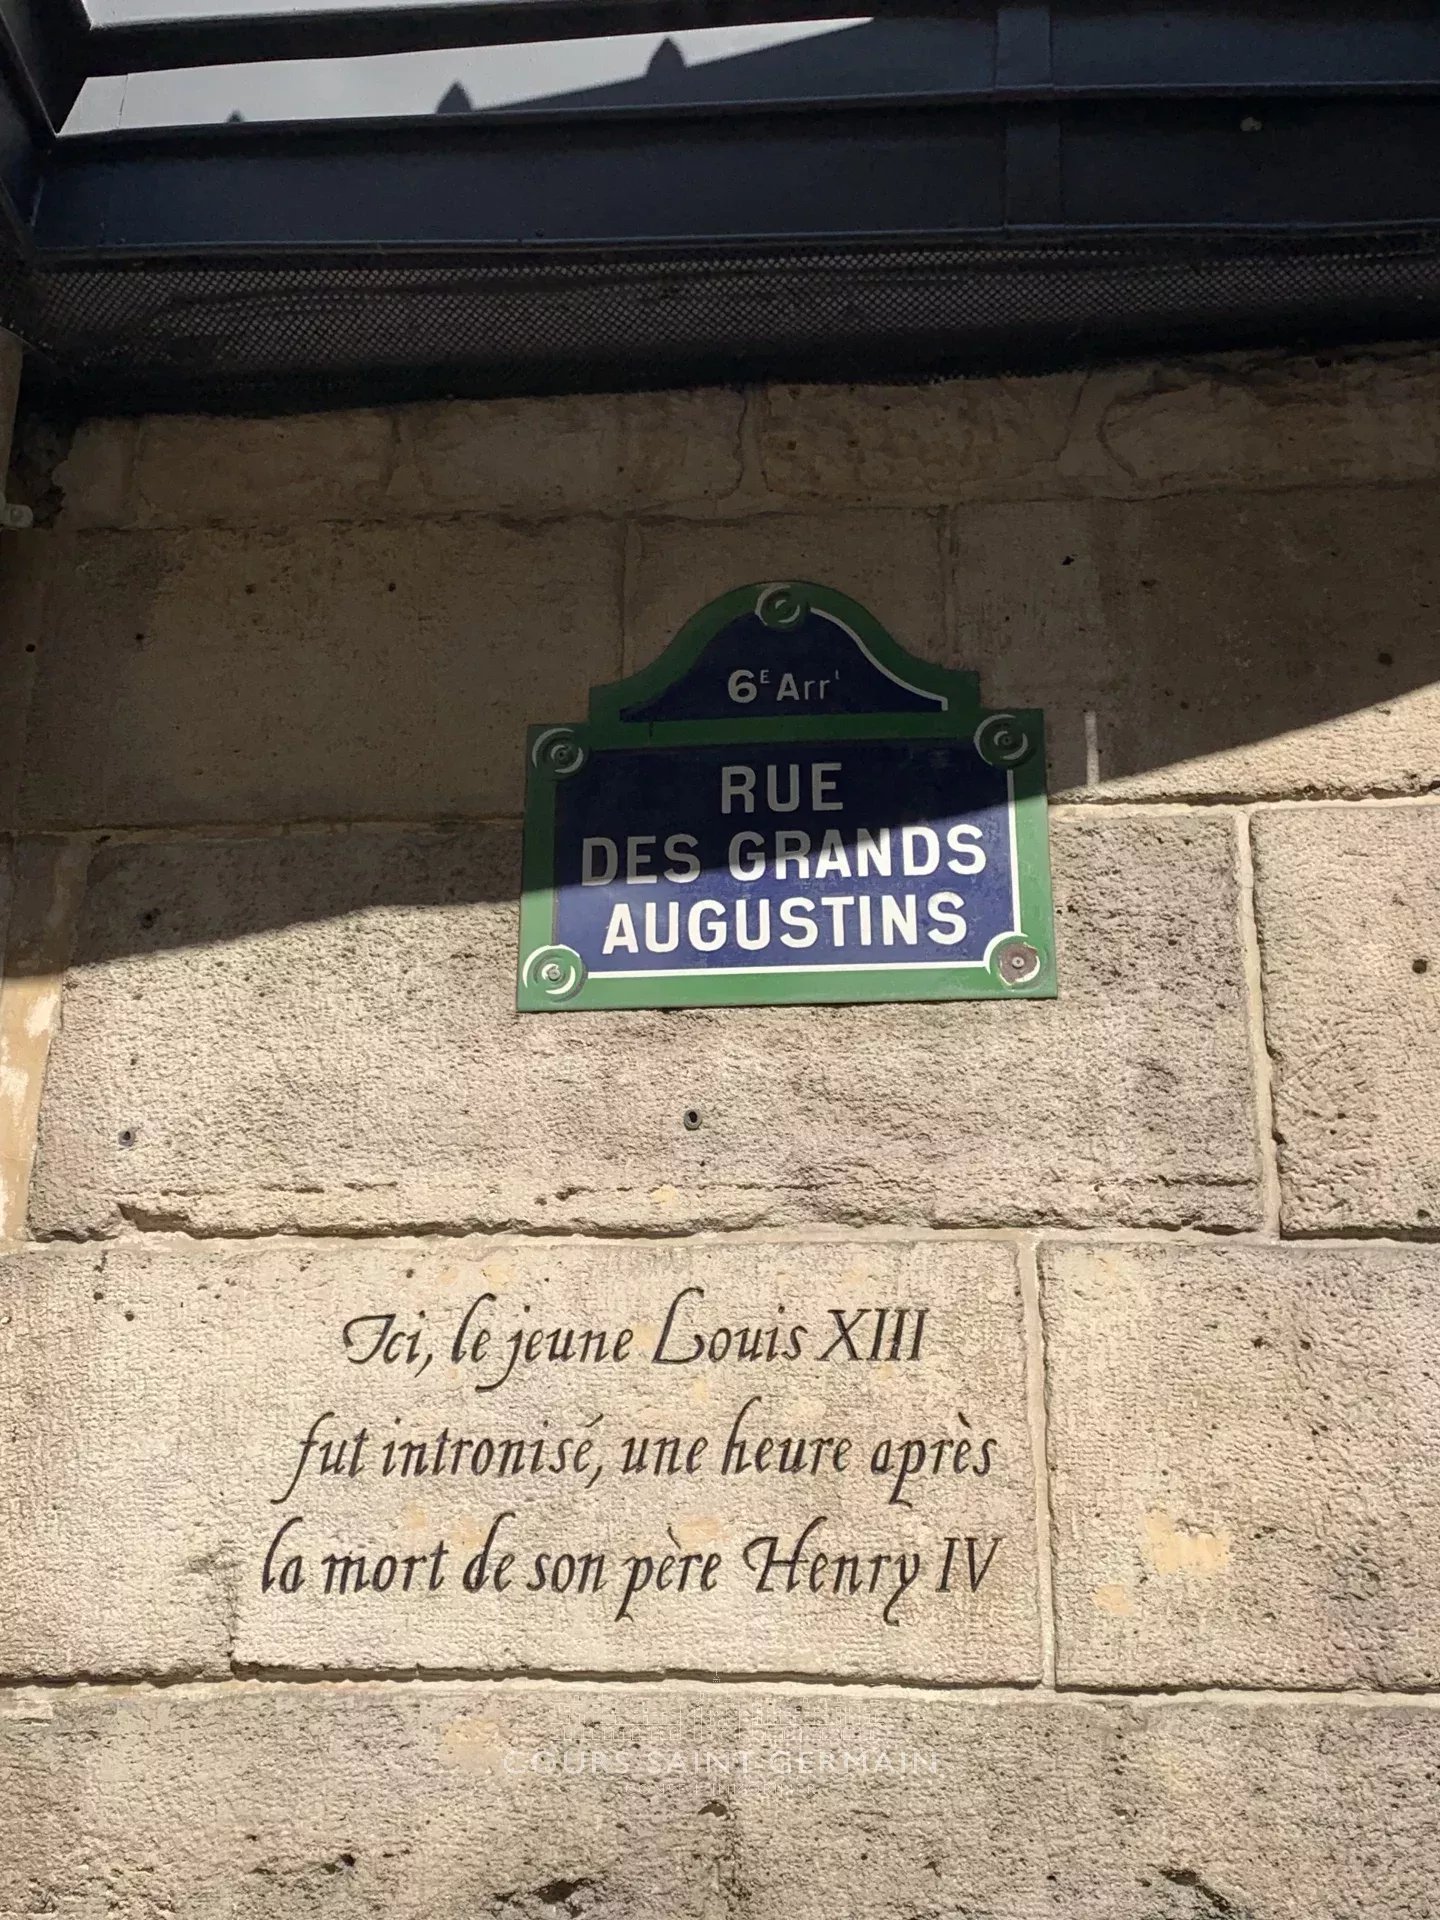 6E Arrt
RUE
DES GRANDS
AUGUSTINS
Ici, le jeune Louis XIII
fut intronisé, une heure après
la mort de son père Henry IV
COURS SAINT GERMAIN